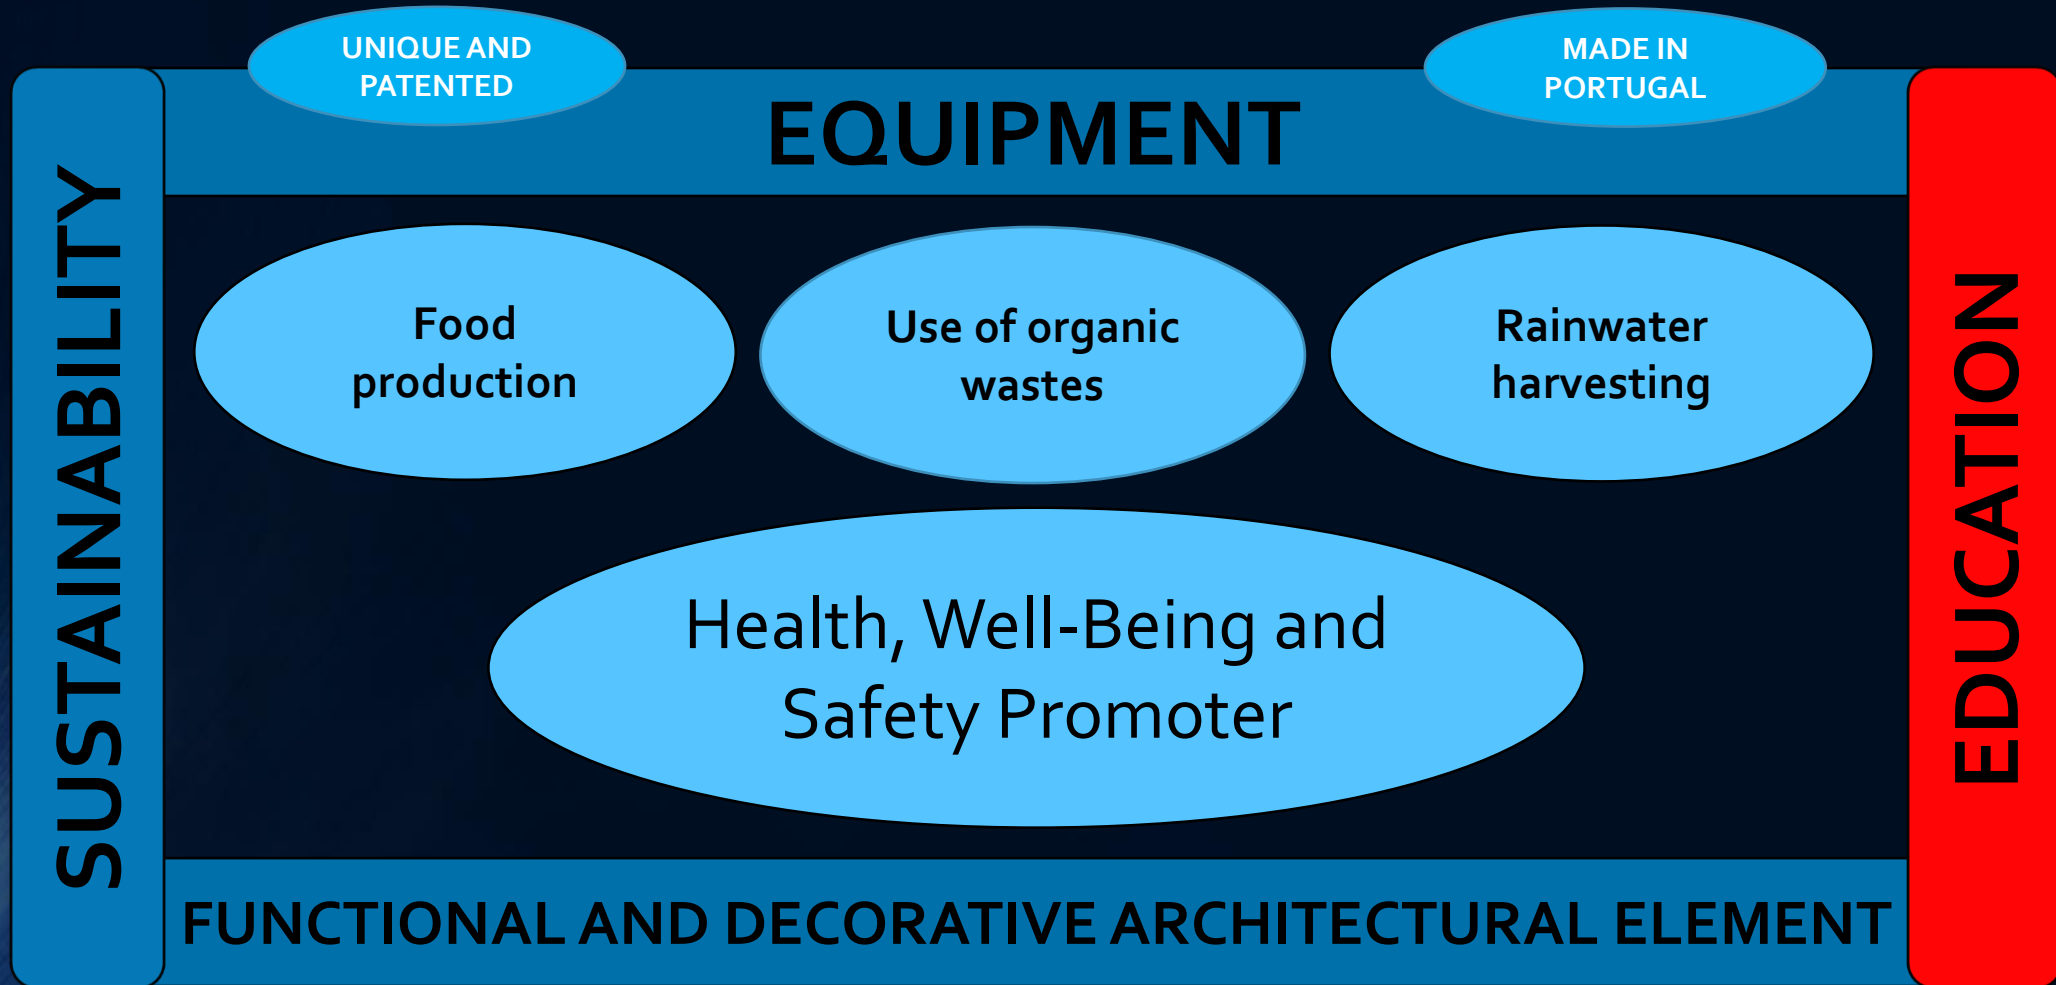 UNIQUE AND
PATENTED
MADE IN
PORTUGAL
EQUIPMENT
SUSTAINABILITY
Food
production
Use of organic
wastes
Rainwater
harvesting
EDUCATION
Health, Well-Being and
Safety Promoter
FUNCTIONAL AND DECORATIVE ARCHITECTURAL ELEMENT